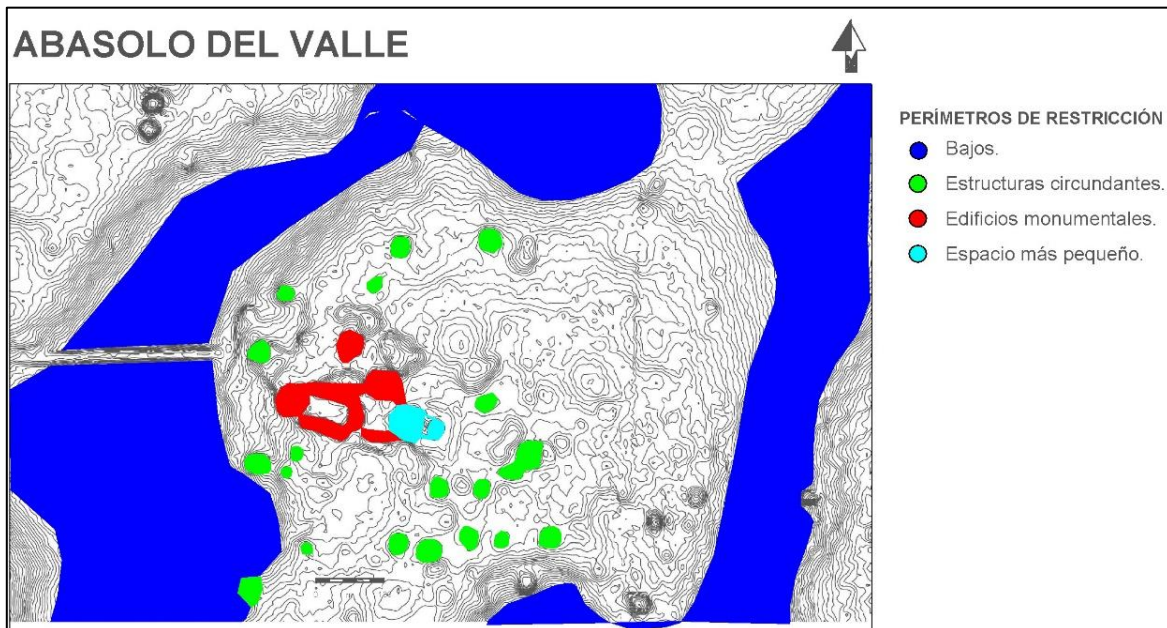 ABASOLO DEL VALLE
PERÍMETROS DE RESTRICCIÓN
Bajos.
Estructuras circundantes.
Edificios monumentales.
Espacio más pequeño.